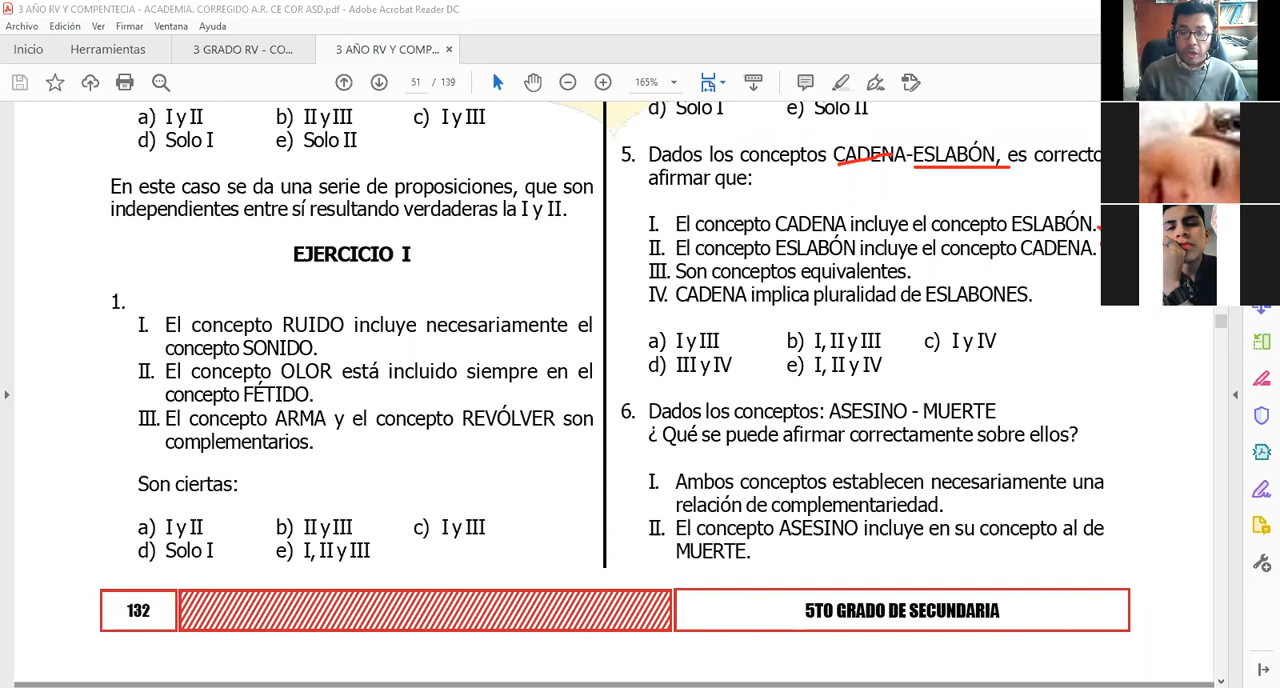 3 AÑO RV Y COMPENTECIA - ACADEMIA. CORREGIDO A.R. CE COR ASD.pdf - Adobe Acrobat Reader DC
Archivo Edición Ver Firmar Ventana Ayuda
Inicio Herramientas 3 GRADO RV - CO... 3 AÑO RV Y COMP... ×
51 / 139 165%
a) I y II b) II y III c) I y III
d) Solo I e) Solo II
En este caso se da una serie de proposiciones, que son
independientes entre sí resultando verdaderas la I y II.
EJERCICIO I
1.
I. El concepto RUIDO incluye necesariamente el
concepto SONIDO.
II. El concepto OLOR está incluido siempre en el
concepto FÉTIDO.
III. El concepto ARMA y el concepto REVÓLVER son
complementarios.
Son ciertas:
a) I y II b) II y III c) I y III
d) Solo I e) I, II y III
d) Solo I e) Solo II
5. Dados los conceptos CADENA-ESLABÓN, es correcto
afirmar que:
I. El concepto CADENA incluye el concepto ESLABÓN.
II. El concepto ESLABÓN incluye el concepto CADENA.
III. Son conceptos equivalentes.
IV. CADENA implica pluralidad de ESLABONES.
a) I y III b) I, II y III c) I y IV
d) III y IV e) I, II y IV
6. Dados los conceptos: ASESINO - MUERTE
¿ Qué se puede afirmar correctamente sobre ellos?
I. Ambos conceptos establecen necesariamente una
relación de complementariedad.
II. El concepto ASESINO incluye en su concepto al de
MUERTE.
132
5TO GRADO DE SECUNDARIA